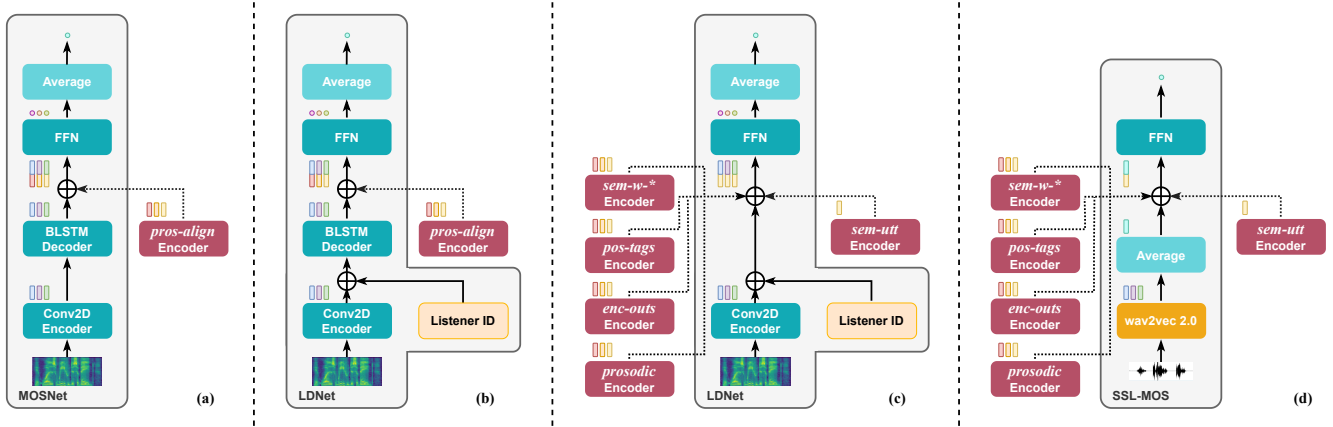 Average
FFN
BLSTM
Decoder
pros-align
Encoder
Conv2D
Encoder
MOSNet
(a)
Average
FFN
BLSTM
Decoder
pros-align
Encoder
Conv2D
Encoder
Listener ID
LDNet
(b)
Average
FFN
sem-w-*
Encoder
pos-tags
Encoder
sem-utt
Encoder
enc-outs
Encoder
Conv2D
Encoder
Listener ID
prosodic
Encoder
LDNet
(c)
FFN
sem-w-*
Encoder
pos-tags
Encoder
Average
sem-utt
Encoder
enc-outs
Encoder
wav2vec 2.0
prosodic
Encoder
SSL-MOS
(d)